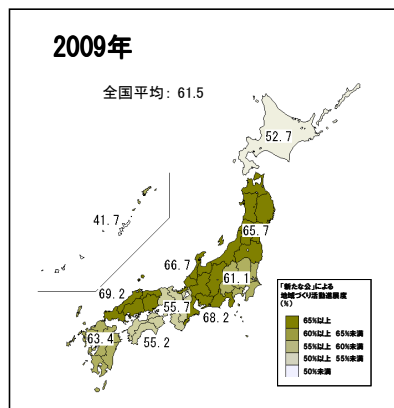 2009年
全国平均: 61.5
52.7
41.7
65.7
66.7
61.1
69.2
55.7
68.2
63.4
55.2
「新たな公」による
地域づくり活動進展度
(%)
65%以上
60%以上 65%未満
55%以上 60%未満
50%以上 55%未満
50%未満